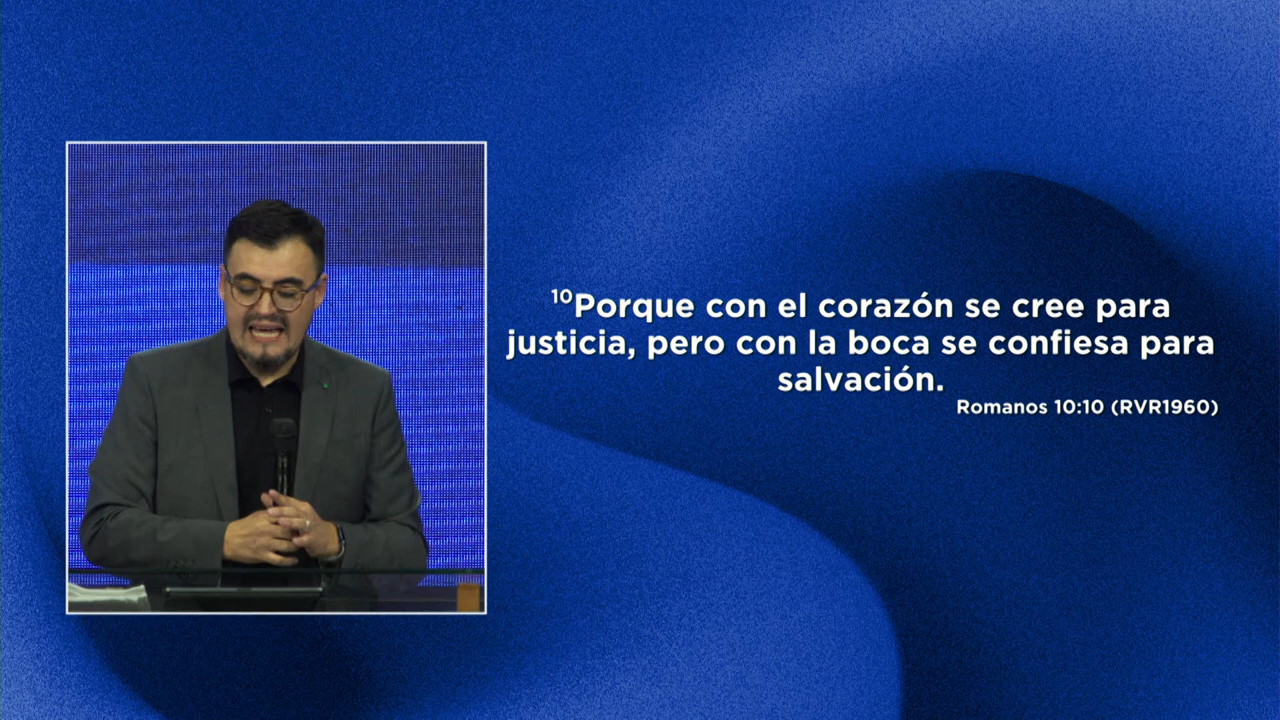 ¹⁰Porque con el corazón se cree para
justicia, pero con la boca se confiesa para
salvación.
Romanos 10:10 (RVR1960)